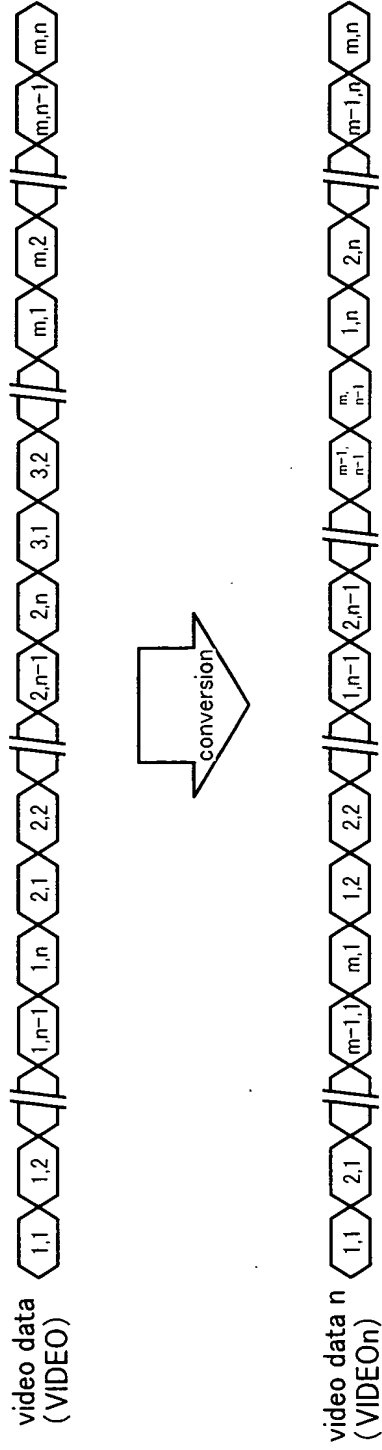 video data
(VIDEO)
1,1 1,2 1,n-1 1,n 2,1 2,2 2,n-1 2,n 3,1 3,2 m,1 m,2 m,n-1 m,n
conversion
video data n
(VIDEOn)
1,1 2,1 m-1,1 m,1 1,2 2,2 1,n-1 2,n-1 m-1,
n-1 m,
n-1 1,n 2,n m-1,n m,n